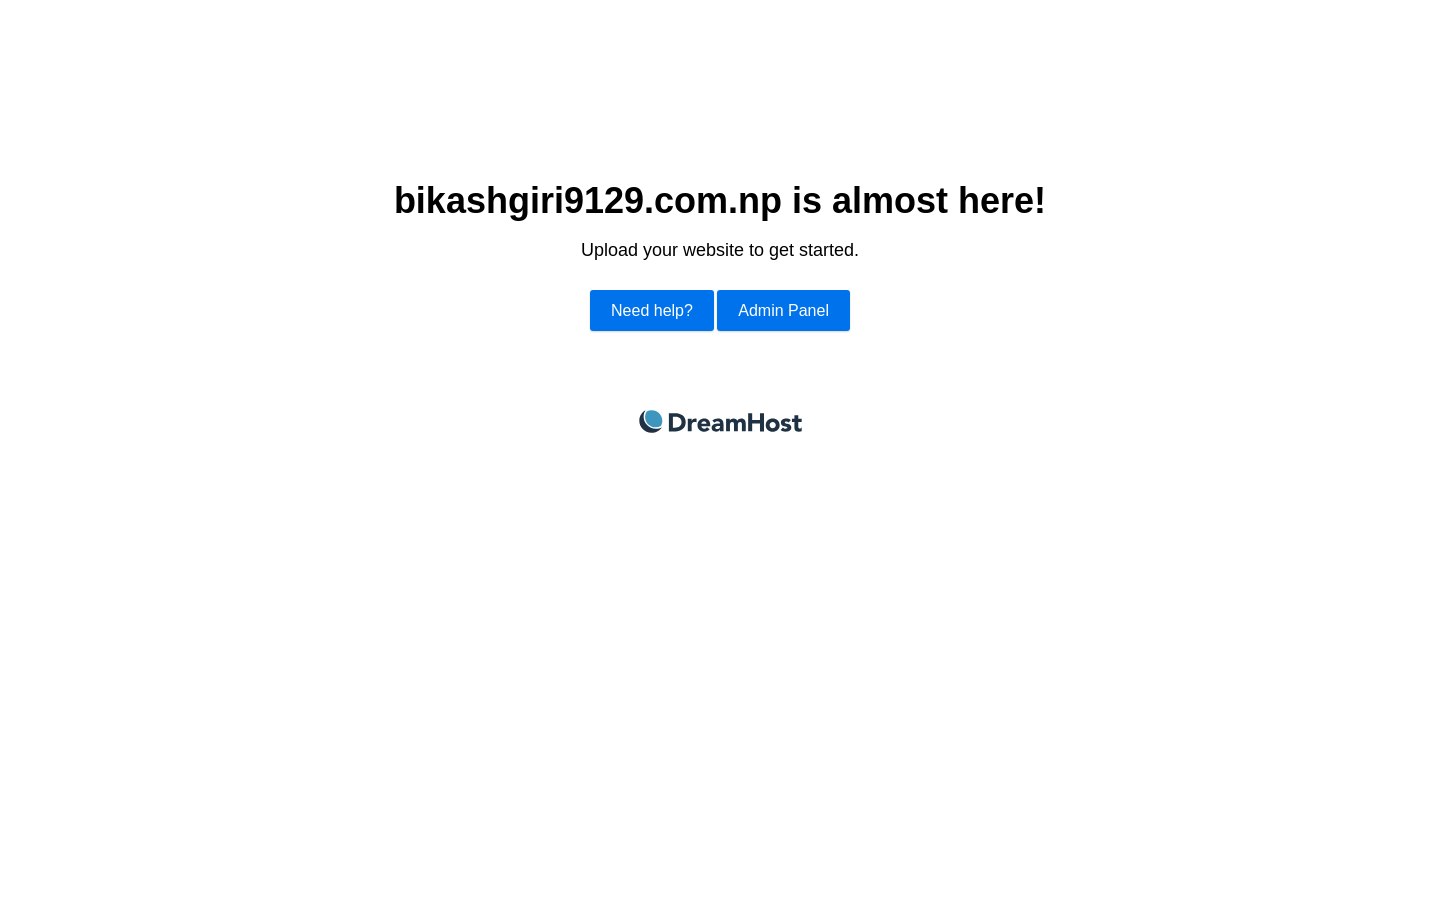 bikashgiri9129.com.np is almost here!
Upload your website to get started.
Need help? Admin Panel
DreamHost